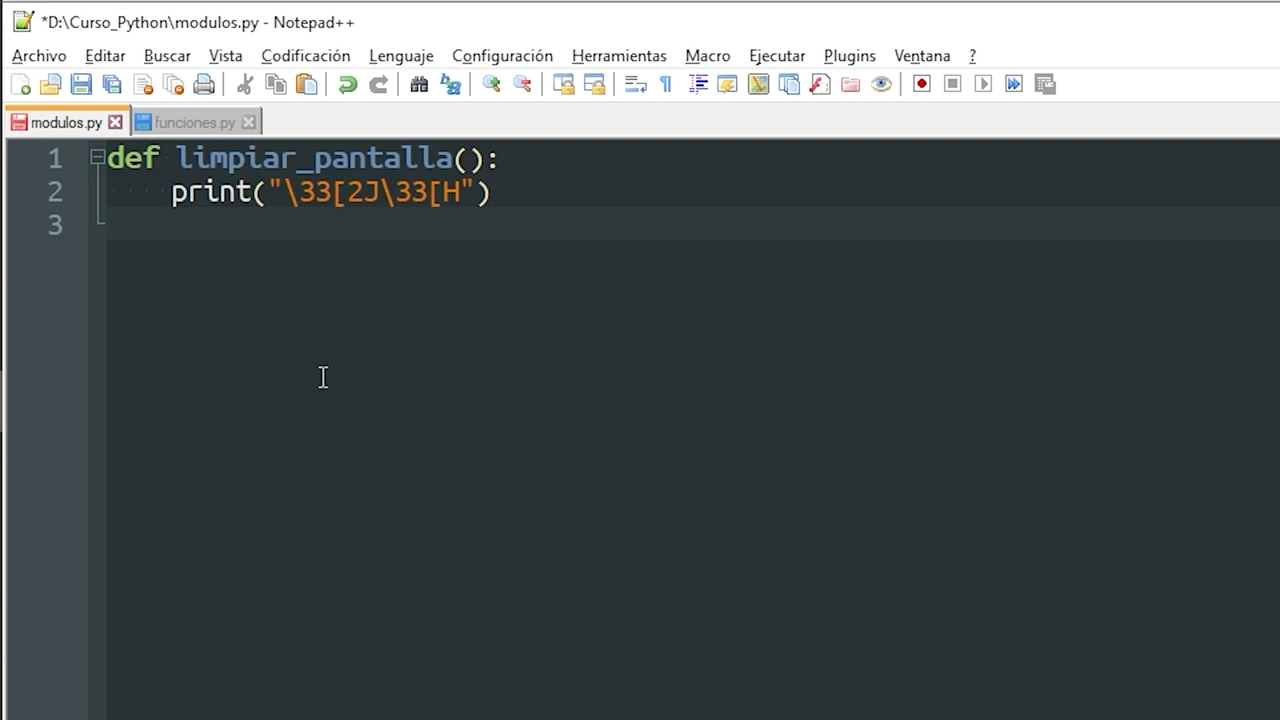 *D:\Curso_Python\modulos.py - Notepad++
Archivo Editar Buscar Vista Codificación Lenguaje Configuración Herramientas Macro Ejecutar Plugins Ventana ?
modulos.py funciones.py
1 def limpiar_pantalla():
2     print("\33[2J\33[H")
3